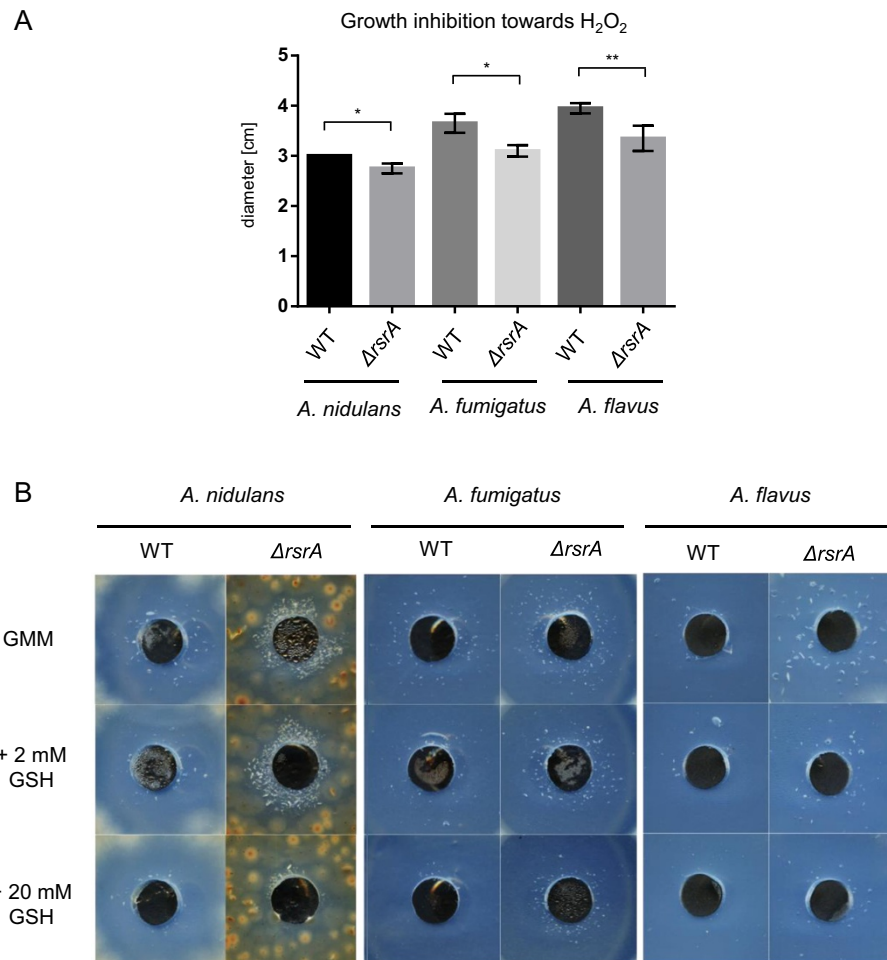 A
Growth inhibition towards H₂O₂
diameter [cm]
5
4
3
2
1
0
*
*
**
WT
ΔrsrA
WT
ΔrsrA
WT
ΔrsrA
A. nidulans
A. fumigatus
A. flavus
B
A. nidulans
A. fumigatus
A. flavus
WT
ΔrsrA
WT
ΔrsrA
WT
ΔrsrA
GMM
+ 2 mM
GSH
+ 20 mM
GSH